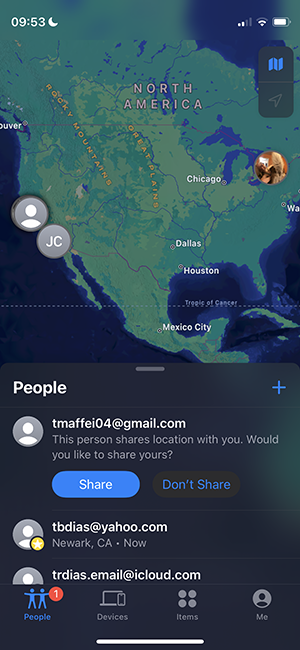 09:53
NORTH
AMERICA
ROCKY MOUNTAINS
GREAT PLAINS
ouver
Chicago
Wa
JC
Dallas
Houston
Tropic of Cancer
Mexico City
People
tmaffei04@gmail.com
This person shares location with you. Would
you like to share yours?
Share
Don't Share
tbdias@yahoo.com
Newark, CA • Now
trdias.email@icloud.com
1
People
Devices
Items
Me